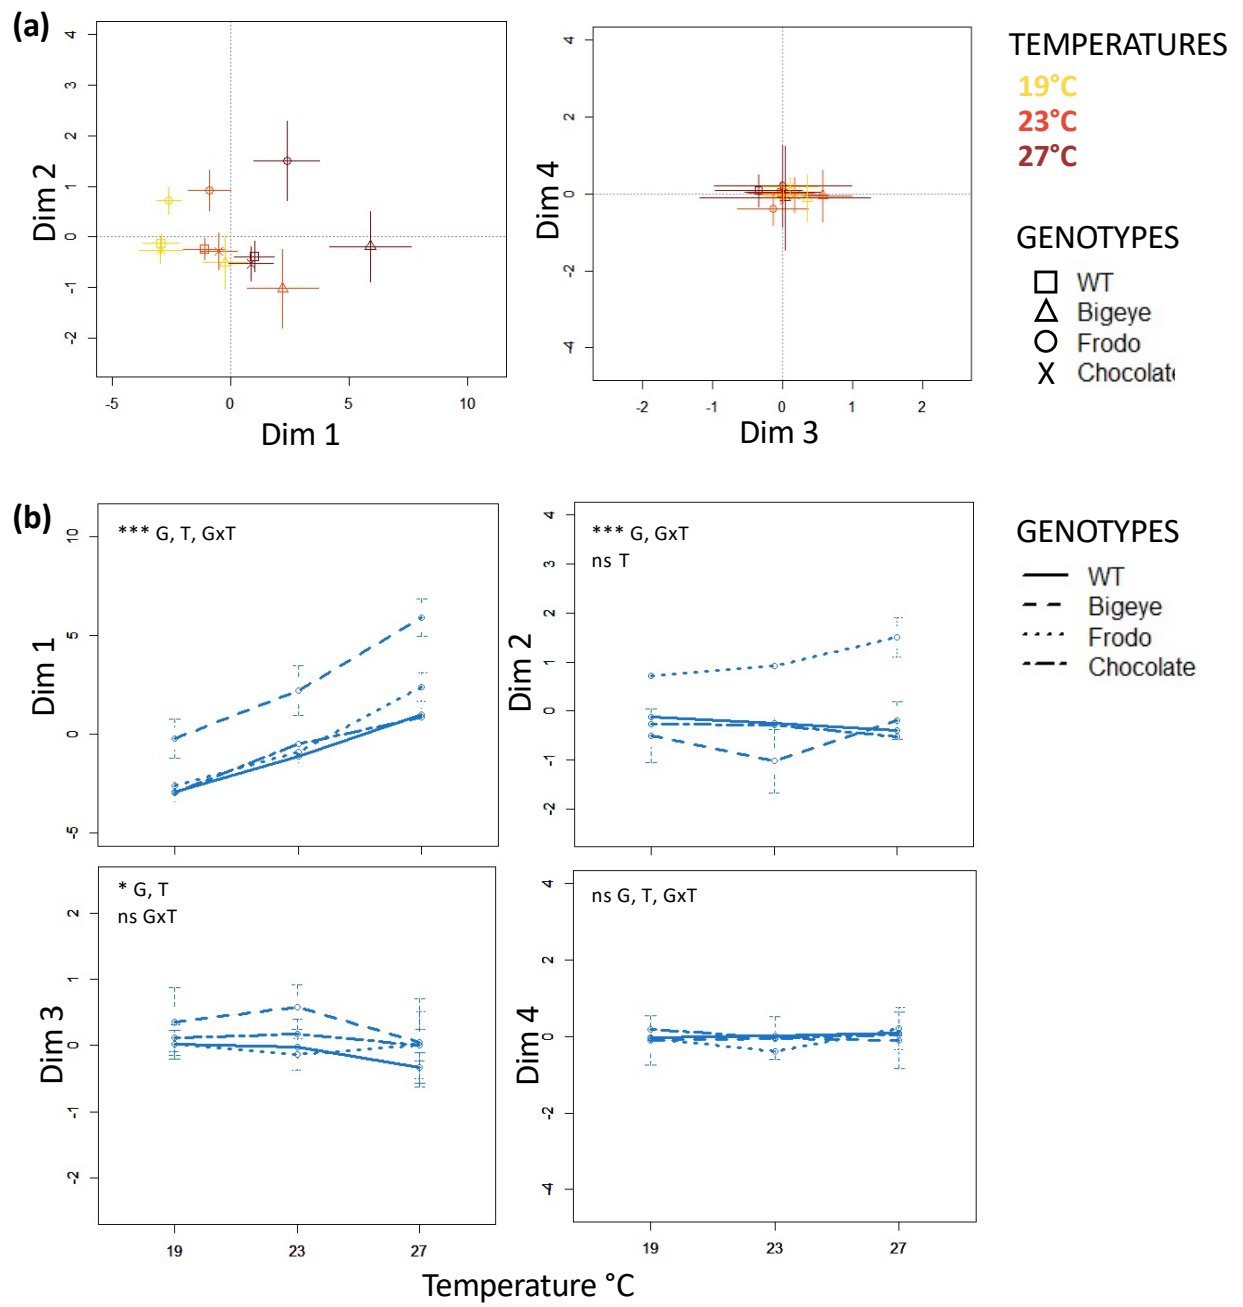 (a)
4
3
2
1
0
-1
-2
Dim 2
-5
0
5
10
Dim 1
4
2
0
-2
-4
Dim 4
-2
-1
0
1
2
Dim 3
TEMPERATURES
19°C
23°C
27°C
GENOTYPES
WT
Bigeye
Frodo
X Chocolate
(b)
*** G, T, GxT
10
5
0
-5
Dim 1
*** G, GxT
ns T
4
3
2
1
0
-1
-2
Dim 2
GENOTYPES
WT
Bigeye
Frodo
Chocolate
* G, T
ns GxT
2
1
0
-1
-2
Dim 3
19
23
27
ns G, T, GxT
4
2
0
-2
-4
Dim 4
19
23
27
Temperature °C